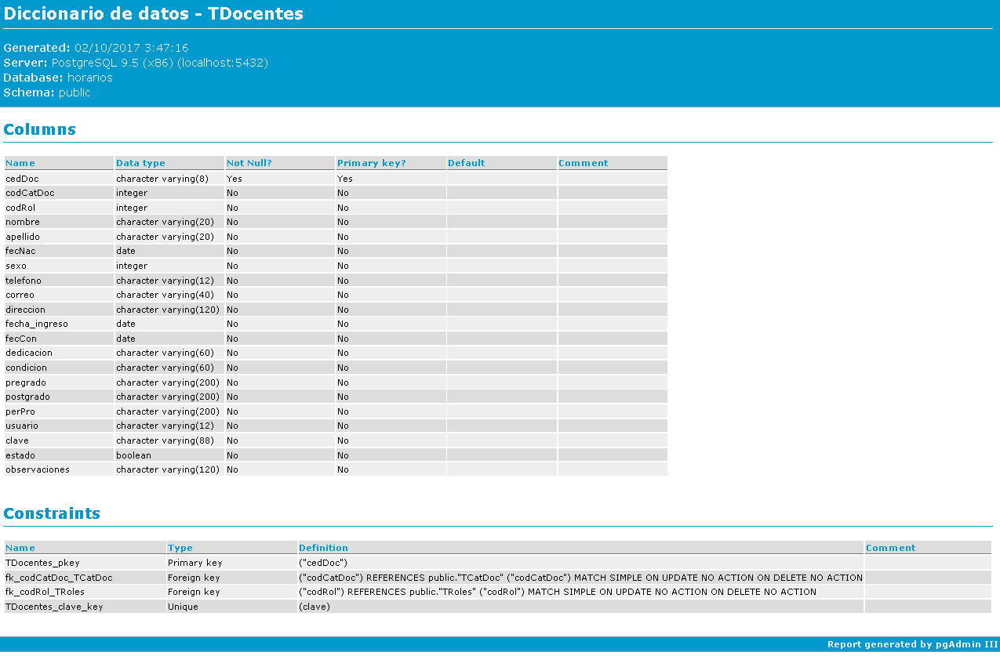 Diccionario de datos - TDocentes
Generated: 02/10/2017 3:47:16
Server: PostgreSQL 9.5 (x86) (localhost:5432)
Database: horarios
Schema: public
Columns
Name Data type Not Null? Primary key? Default Comment
cedDoc character varying(8) Yes Yes
codCatDoc integer No No
codRol integer No No
nombre character varying(20) No No
apellido character varying(20) No No
fecNac date No No
sexo integer No No
telefono character varying(12) No No
correo character varying(40) No No
direccion character varying(120) No No
fecha_ingreso date No No
fecCon date No No
dedicacion character varying(60) No No
condicion character varying(60) No No
pregrado character varying(200) No No
postgrado character varying(200) No No
perPro character varying(200) No No
usuario character varying(12) No No
clave character varying(88) No No
estado boolean No No
observaciones character varying(120) No No
Constraints
Name Type Definition Comment
TDocentes_pkey Primary key ("cedDoc")
fk_codCatDoc_TCatDoc Foreign key ("codCatDoc") REFERENCES public."TCatDoc" ("codCatDoc") MATCH SIMPLE ON UPDATE NO ACTION ON DELETE NO ACTION
fk_codRol_TRoles Foreign key ("codRol") REFERENCES public."TRoles" ("codRol") MATCH SIMPLE ON UPDATE NO ACTION ON DELETE NO ACTION
TDocentes_clave_key Unique (clave)
Report generated by pgAdmin III